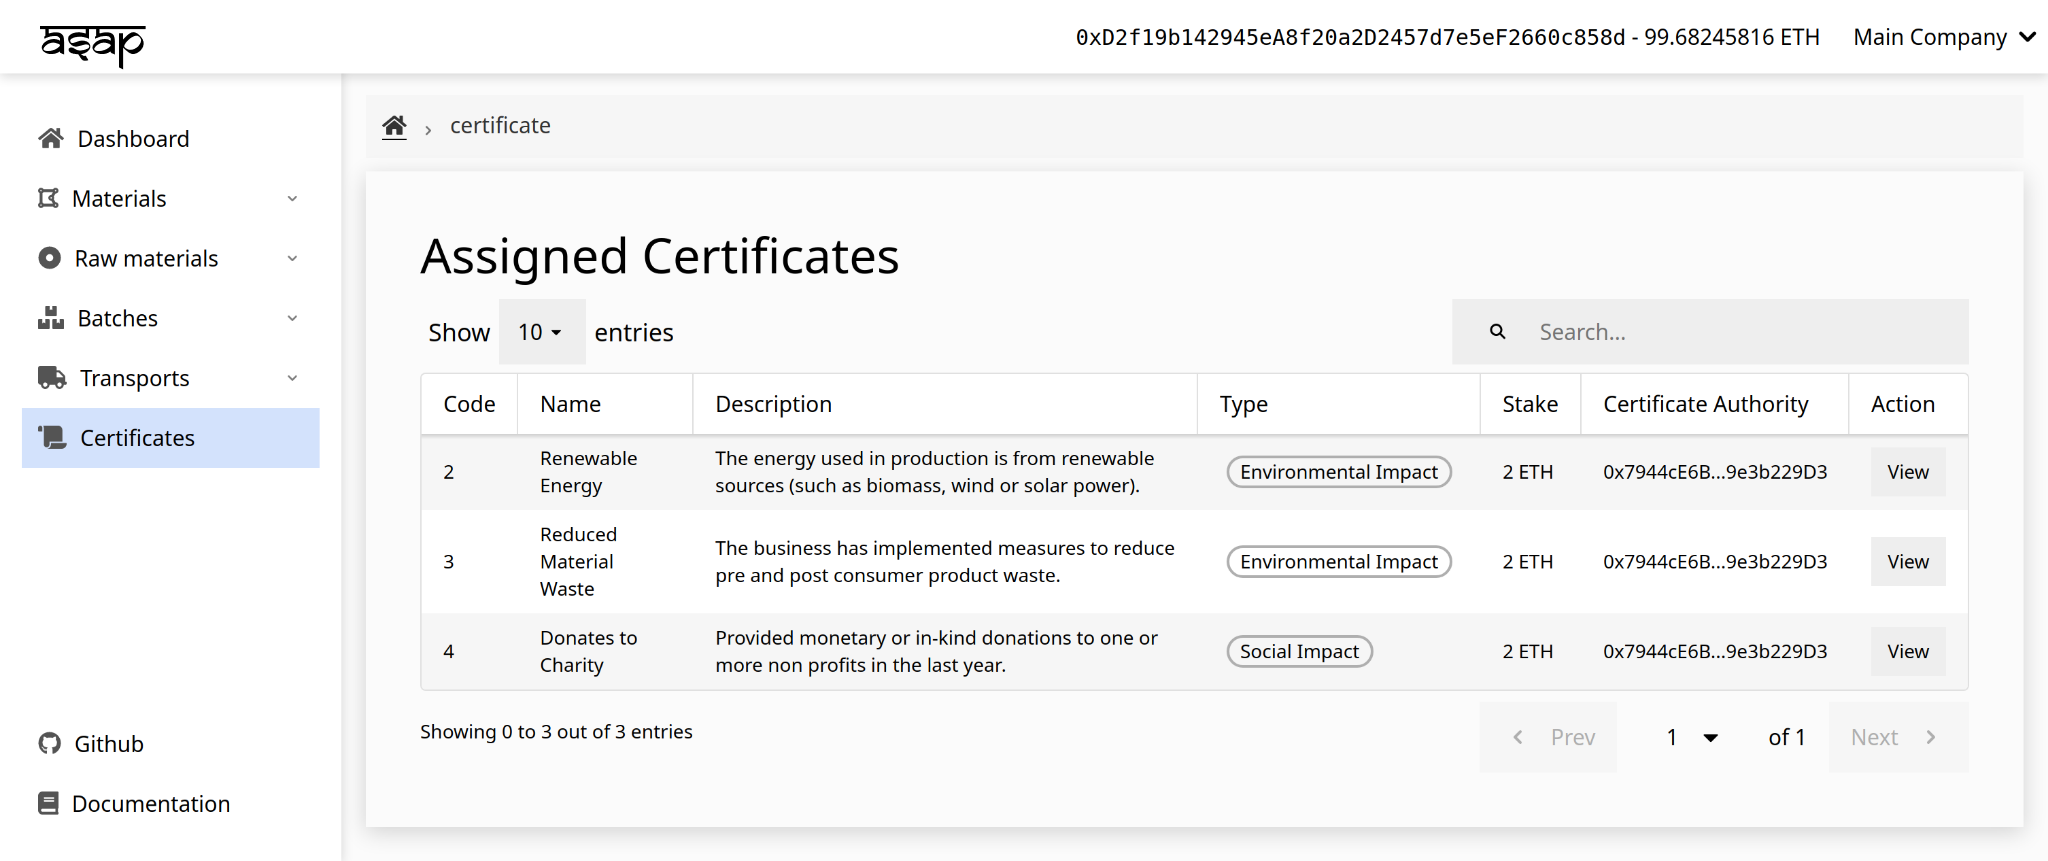 asap
0xD2f19b142945eA8f20a2D2457d7e5eF2660c858d - 99.68245816 ETH
Main Company
Dashboard
Materials
Raw materials
Batches
Transports
Certificates
Github
Documentation
certificate
Assigned Certificates
Show 10 entries
Search...
Code Name Description Type Stake Certificate Authority Action
2
Renewable
Energy
The energy used in production is from renewable
sources (such as biomass, wind or solar power).
Environmental Impact
2 ETH
0x7944cE6B...9e3b229D3
View
3
Reduced
Material
Waste
The business has implemented measures to reduce
pre and post consumer product waste.
Environmental Impact
2 ETH
0x7944cE6B...9e3b229D3
View
4
Donates to
Charity
Provided monetary or in-kind donations to one or
more non profits in the last year.
Social Impact
2 ETH
0x7944cE6B...9e3b229D3
View
Showing 0 to 3 out of 3 entries
Prev
1
of 1
Next